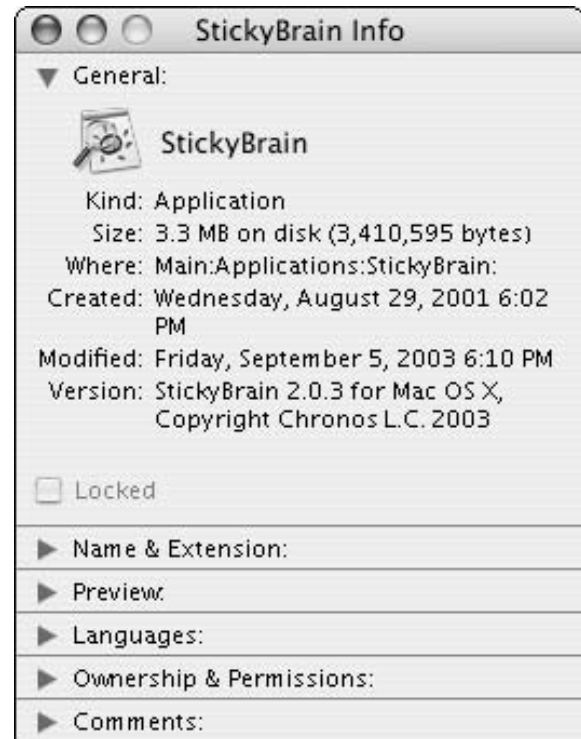 StickyBrain Info
General:
StickyBrain
Kind: Application
Size: 3.3 MB on disk (3,410,595 bytes)
Where: Main:Applications:StickyBrain:
Created: Wednesday, August 29, 2001 6:02
PM
Modified: Friday, September 5, 2003 6:10 PM
Version: StickyBrain 2.0.3 for Mac OS X,
Copyright Chronos L.C. 2003
Locked
Name & Extension:
Preview:
Languages:
Ownership & Permissions:
Comments: